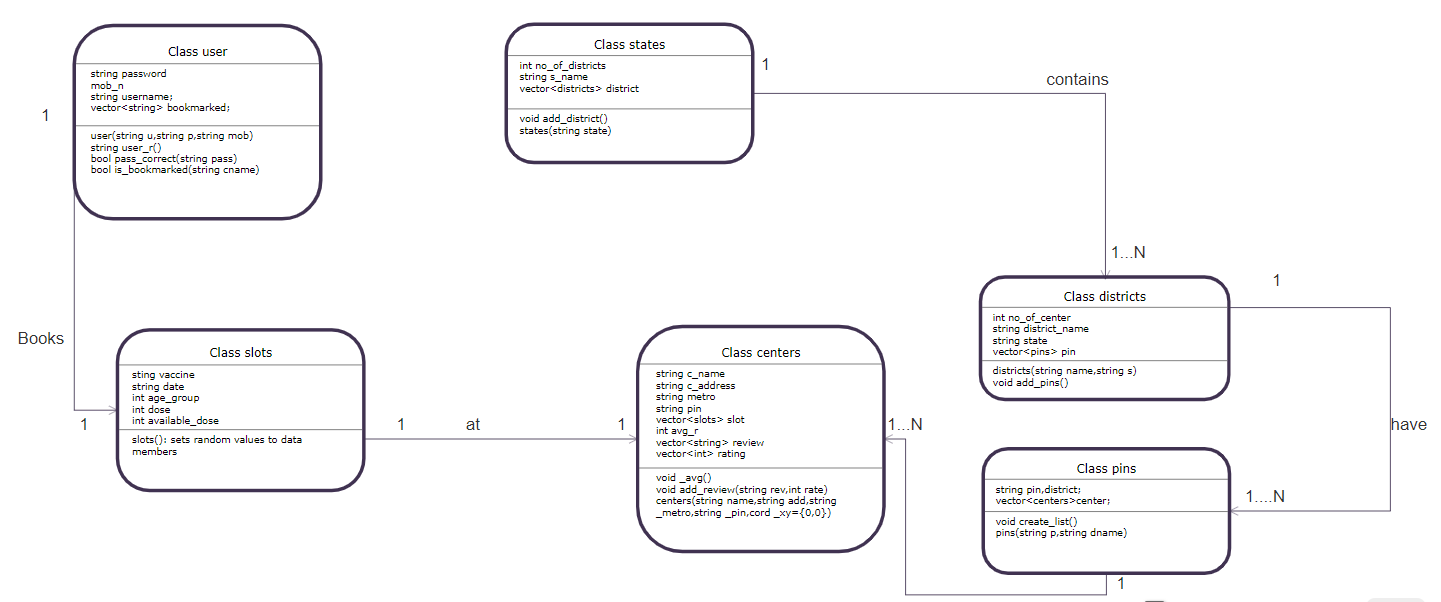 Class user
string password
mob_n
string username;
vector<string> bookmarked;
user(string u,string p,string mob)
string user_r()
bool pass_correct(string pass)
bool is_bookmarked(string cname)
1
Books
1
Class states
int no_of_districts
string s_name
vector<districts> district
void add_district()
states(string state)
1
contains
1...N
Class districts
int no_of_center
string district_name
string state
vector<pins> pin
districts(string name,string s)
void add_pins()
1
have
1....N
Class slots
sting vaccine
string date
int age_group
int dose
int available_dose
slots(): sets random values to data
members
1
at
1
Class centers
string c_name
string c_address
string metro
string pin
vector<slots> slot
int avg_r
vector<string> review
vector<int> rating
void _avg()
void add_review(string rev,int rate)
centers(string name,string add,string
_metro,string _pin,cord _xy={0,0})
1...N
Class pins
string pin,district;
vector<centers>center;
void create_list()
pins(string p,string dname)
1